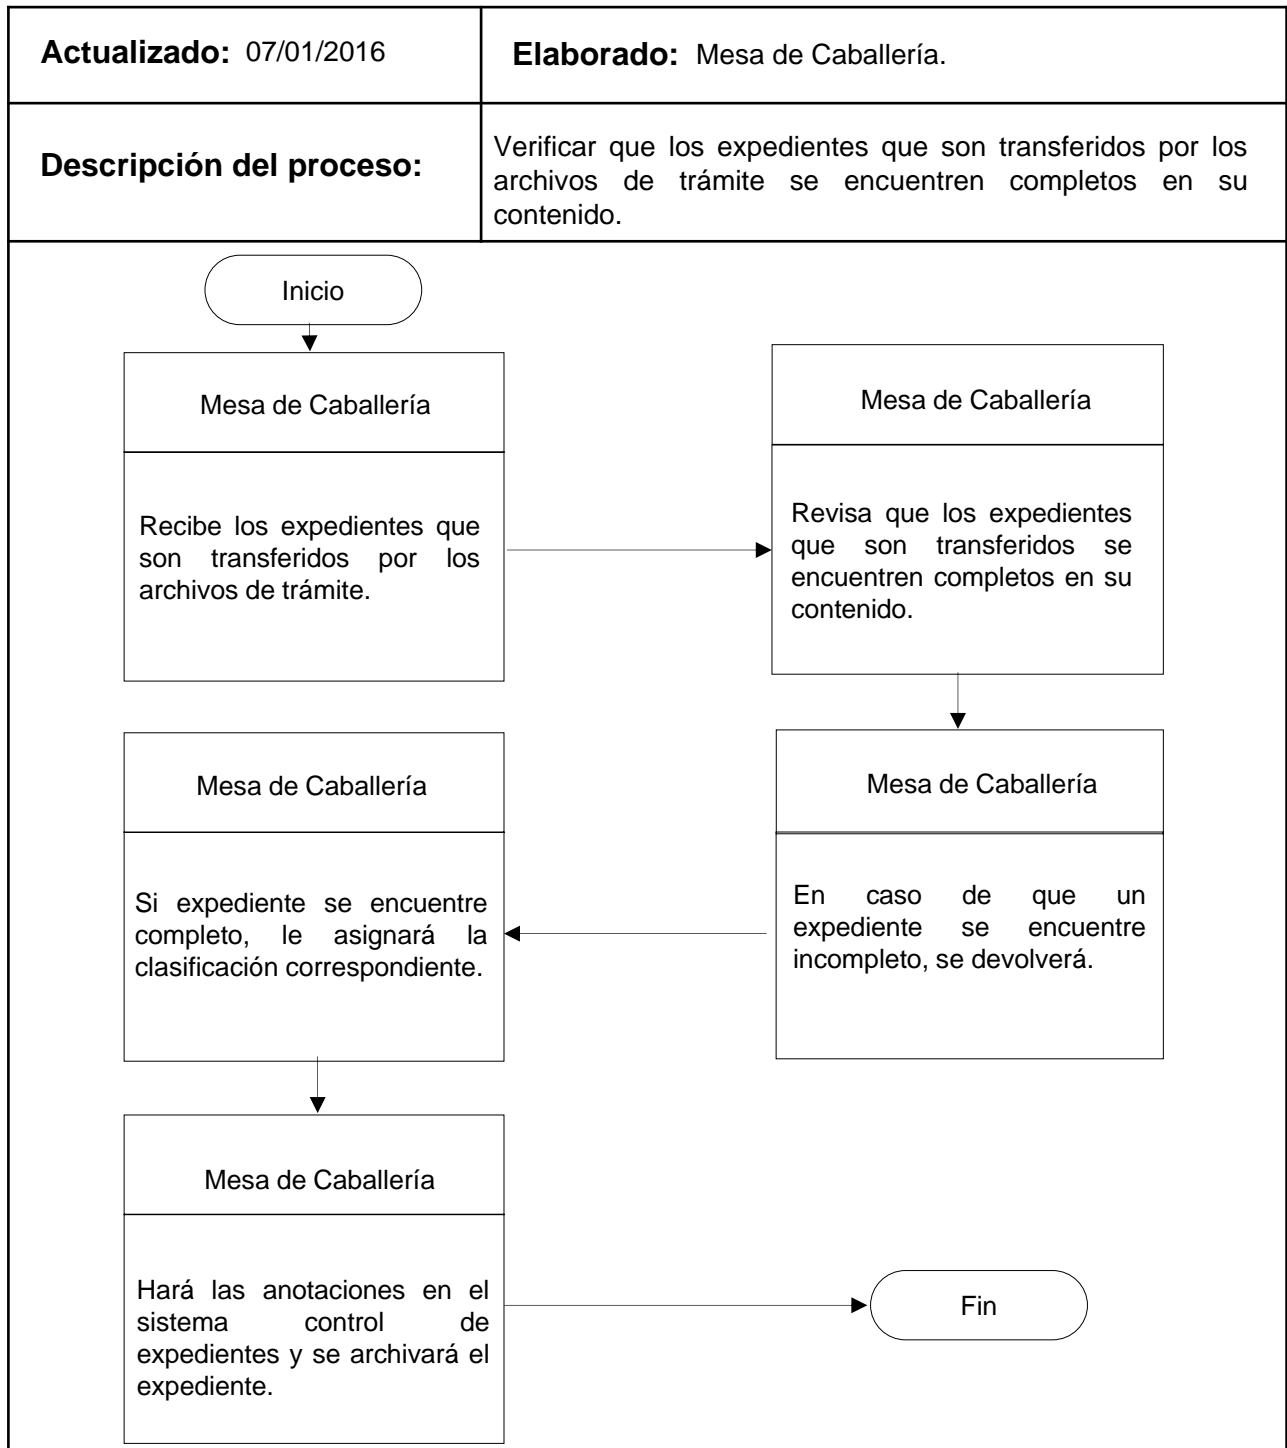 Actualizado: 07/01/2016
Elaborado: Mesa de Caballería.
Descripción del proceso:
Verificar que los expedientes que son transferidos por los
archivos de trámite se encuentren completos en su
contenido.
Inicio
Mesa de Caballería
Recibe los expedientes que
son transferidos por los
archivos de trámite.
Mesa de Caballería
Revisa que los expedientes
que son transferidos se
encuentren completos en su
contenido.
Mesa de Caballería
En caso de que un
expediente se encuentre
incompleto, se devolverá.
Mesa de Caballería
Si expediente se encuentre
completo, le asignará la
clasificación correspondiente.
Mesa de Caballería
Hará las anotaciones en el
sistema control de
expedientes y se archivará el
expediente.
Fin